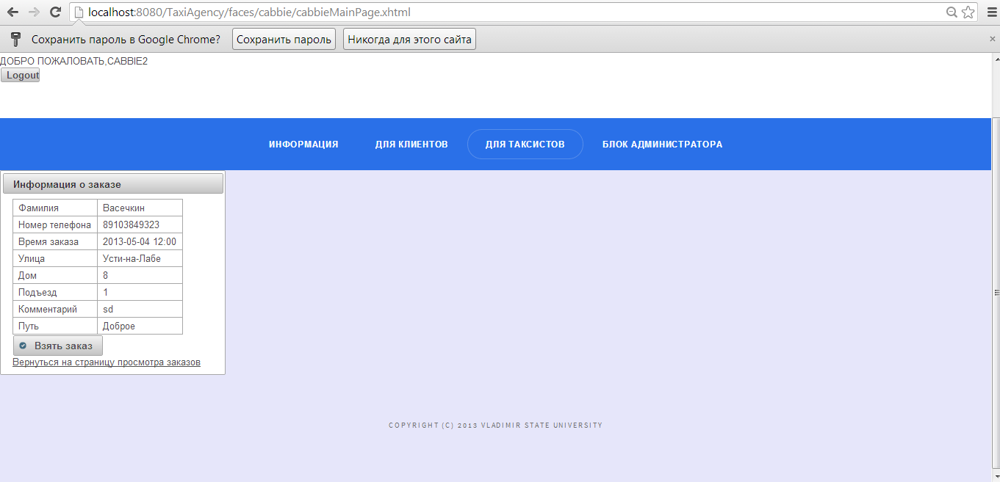 localhost:8080/TaxiAgency/faces/cabbie/cabbieMainPage.xhtml
Сохранить пароль в Google Chrome? Сохранить пароль Никогда для этого сайта
ДОБРО ПОЖАЛОВАТЬ,CABBIE2
Logout
ИНФОРМАЦИЯ ДЛЯ КЛИЕНТОВ ДЛЯ ТАКСИСТОВ БЛОК АДМИНИСТРАТОРА
Информация о заказе
Фамилия Васечкин
Номер телефона 89103849323
Время заказа 2013-05-04 12:00
Улица Усти-на-Лабе
Дом 8
Подъезд 1
Комментарий sd
Путь Доброе
Взять заказ
Вернуться на страницу просмотра заказов
COPYRIGHT (C) 2013 VLADIMIR STATE UNIVERSITY